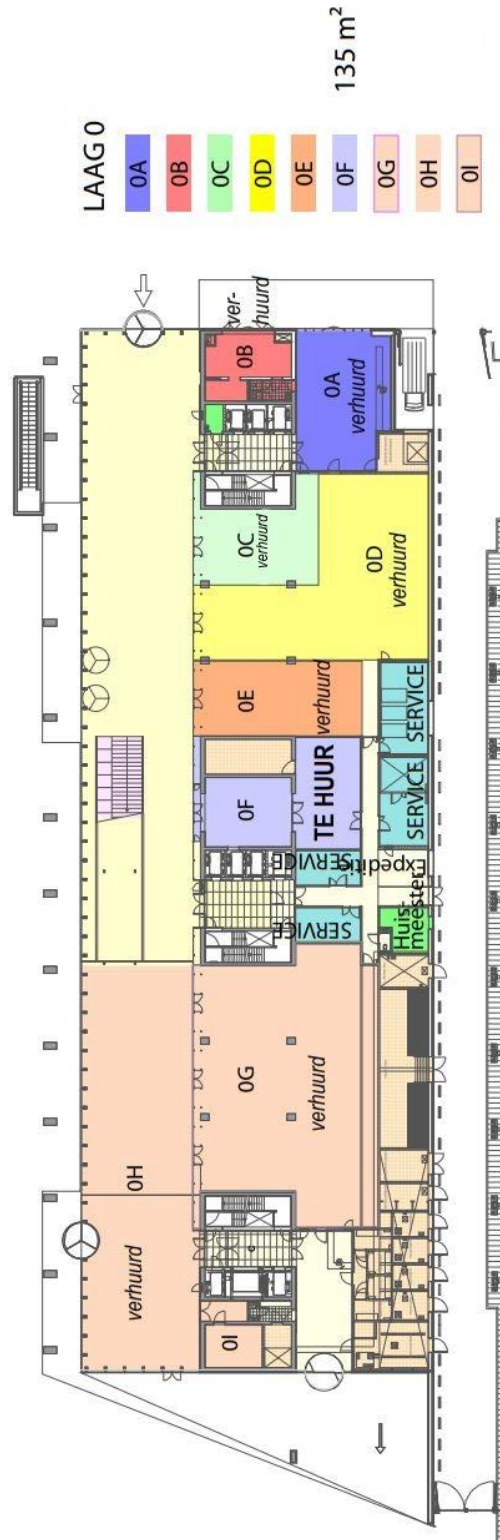 LAAG 0
0A
0B
0C
0D
0E
0F
135 m²
0G
0H
0I
ver-
huurd
0B
0A
verhuurd
0C
verhuurd
0D
verhuurd
0E
verhuurd
0F
TE HUUR
SERVICE
SERVICE
SERVICE
SERVICE
Expeditie
Huis-
meester
0G
verhuurd
0H
verhuurd
0I